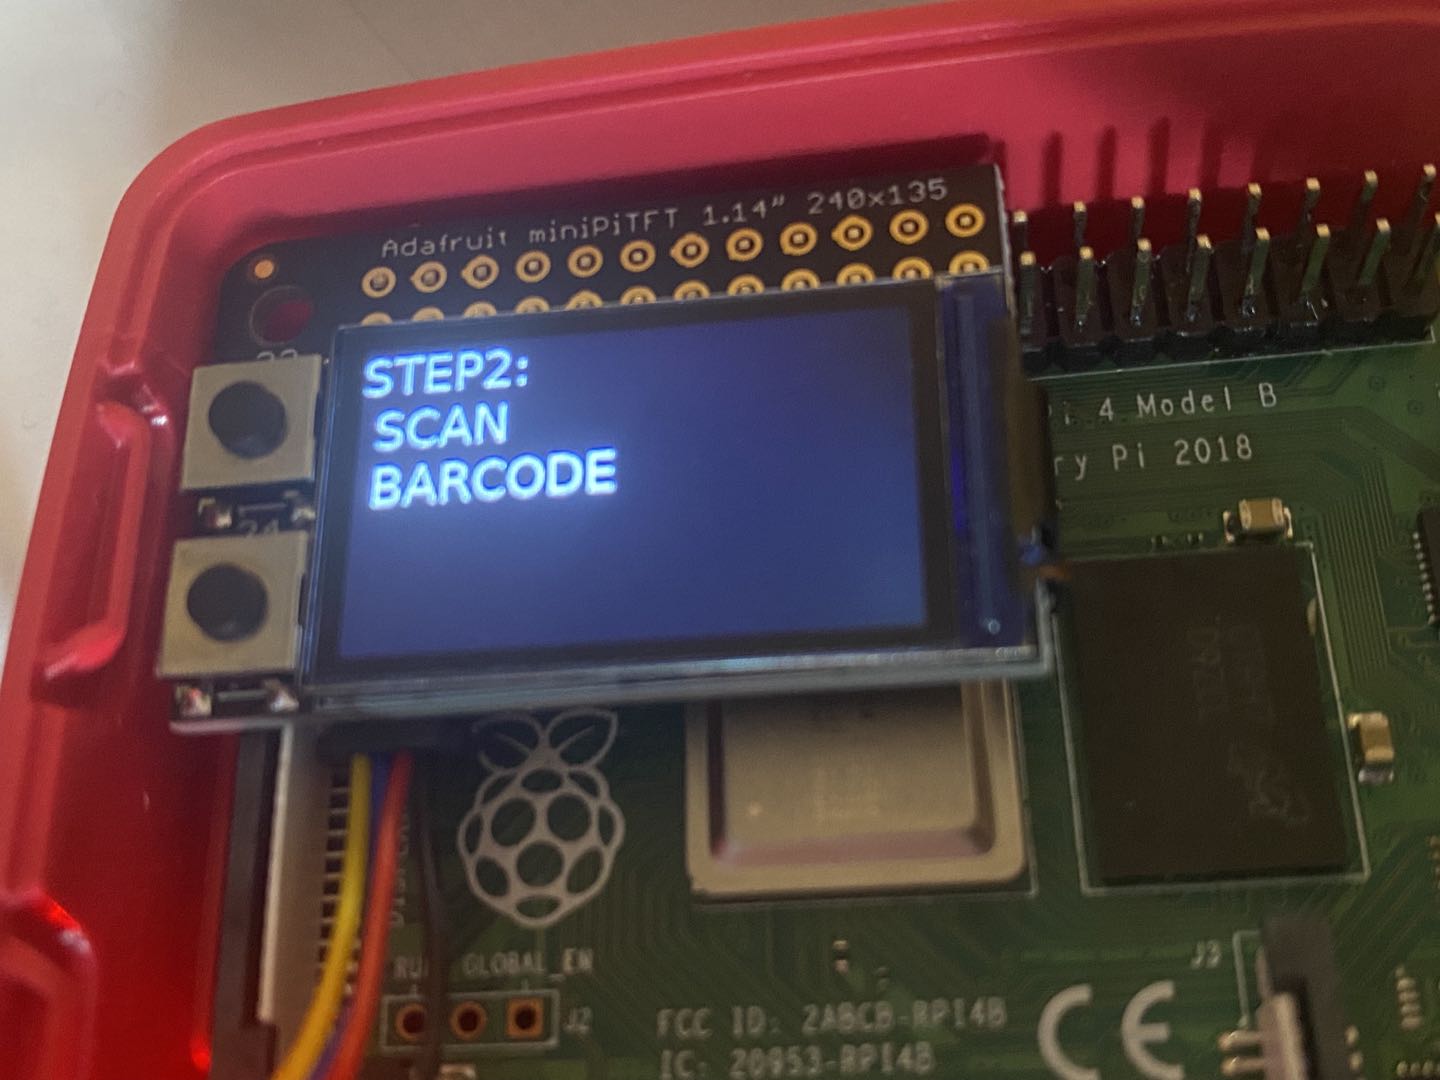 Adafruit miniPiTFT 1.14" 240x135
STEP2:
SCAN
BARCODE
Pi 4 Model B
ry Pi 2018
GLOBAL_EN
J2
J3
FCC ID: 2ABCB-RPI4B
IC: 20953-RPI4B
CE